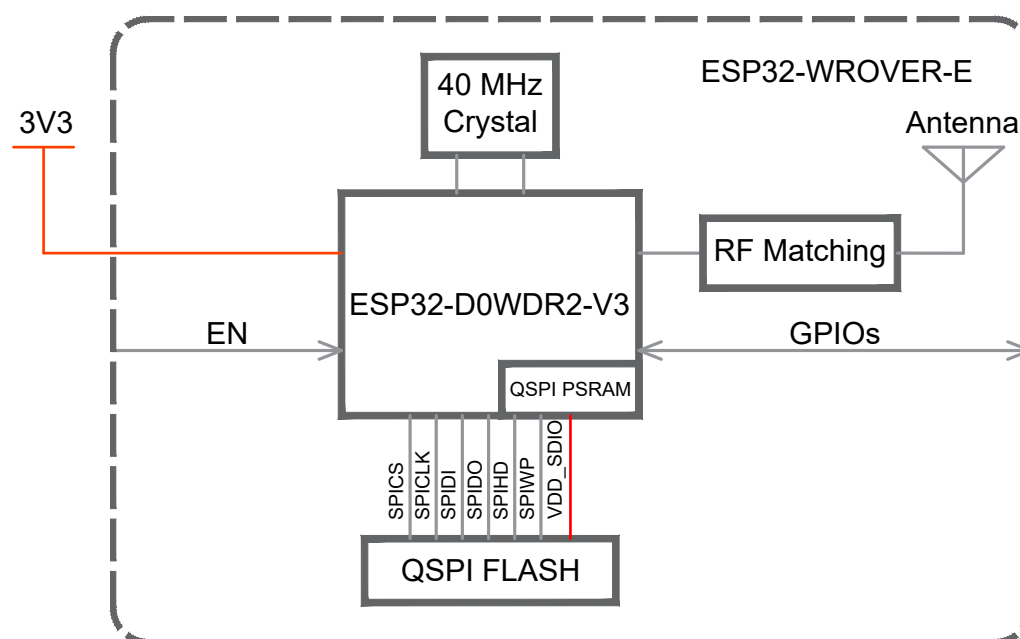 40 MHz
Crystal
ESP32-WROVER-E
3V3
Antenna
RF Matching
ESP32-D0WDR2-V3
EN
GPIOs
QSPI PSRAM
SPICS
SPICLK
SPIDI
SPIDO
SPIHD
SPIWP
VDD_SDIO
QSPI FLASH